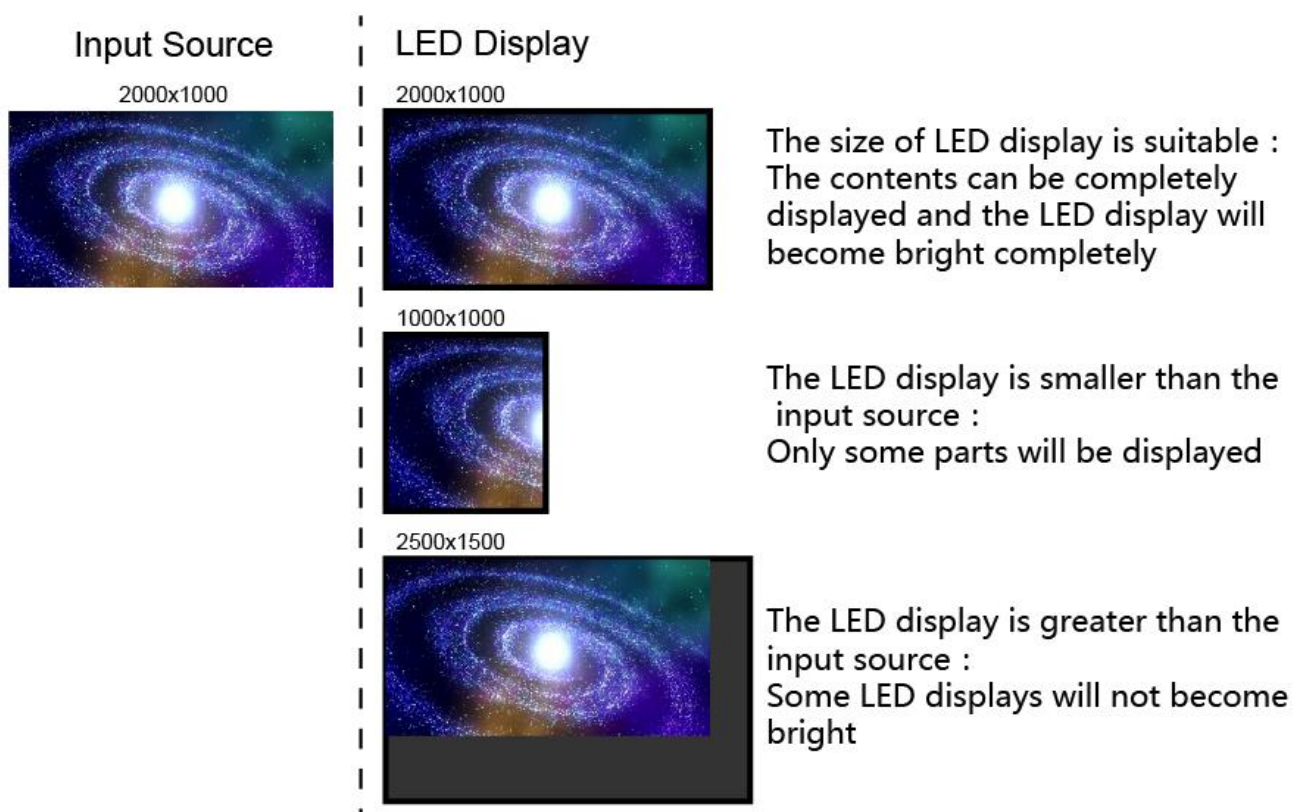 Input Source
LED Display
2000x1000
2000x1000
The size of LED display is suitable：
The contents can be completely
displayed and the LED display will
become bright completely
1000x1000
The LED display is smaller than the
input source：
Only some parts will be displayed
2500x1500
The LED display is greater than the
input source：
Some LED displays will not become
bright